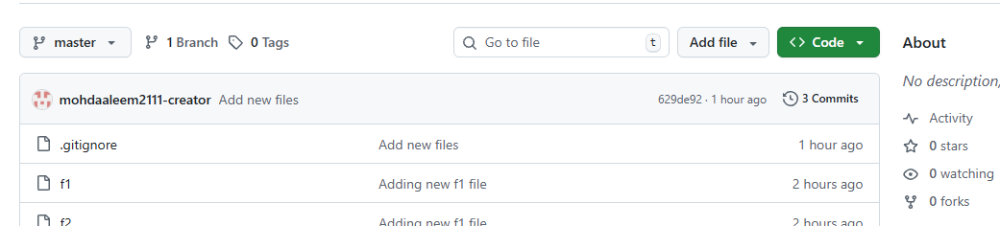 master 1 Branch 0 Tags Go to file t Add file Code About
No description,
mohdaaleem2111-creator Add new files 629de92 · 1 hour ago 3 Commits
Activity
.gitignore Add new files 1 hour ago 0 stars
0 watching
f1 Adding new f1 file 2 hours ago
0 forks
f2 Adding new f1 file 2 hours ago